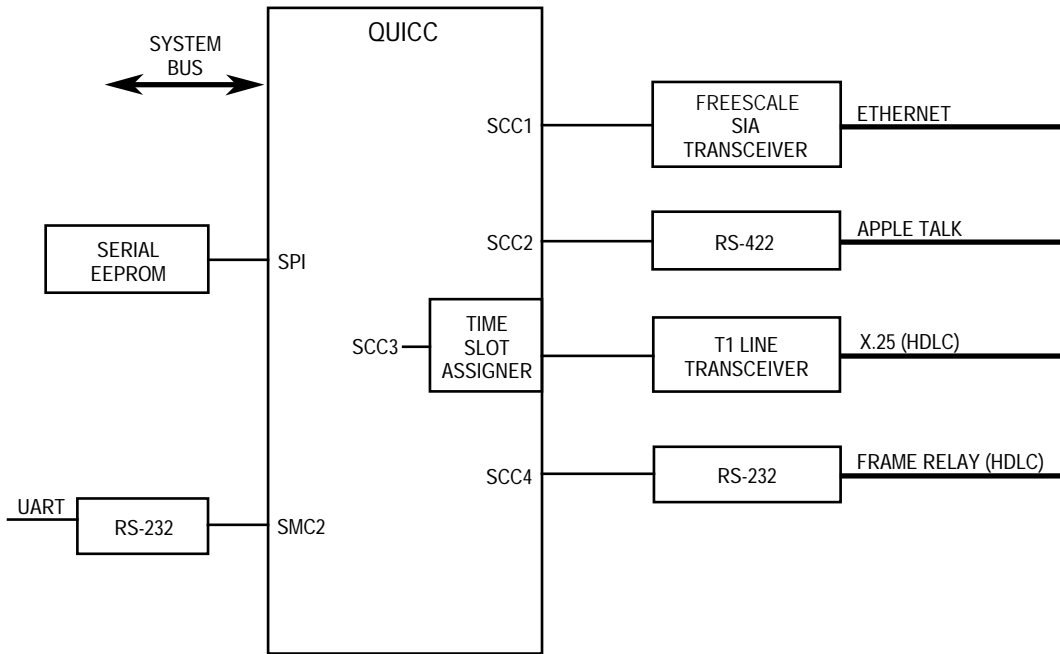 QUICC
SYSTEM
BUS
SCC1
FREESCALE
SIA
TRANSCEIVER
ETHERNET
SCC2
RS-422
APPLE TALK
SERIAL
EEPROM
SPI
SCC3
TIME
SLOT
ASSIGNER
T1 LINE
TRANSCEIVER
X.25 (HDLC)
SCC4
RS-232
FRAME RELAY (HDLC)
UART
RS-232
SMC2